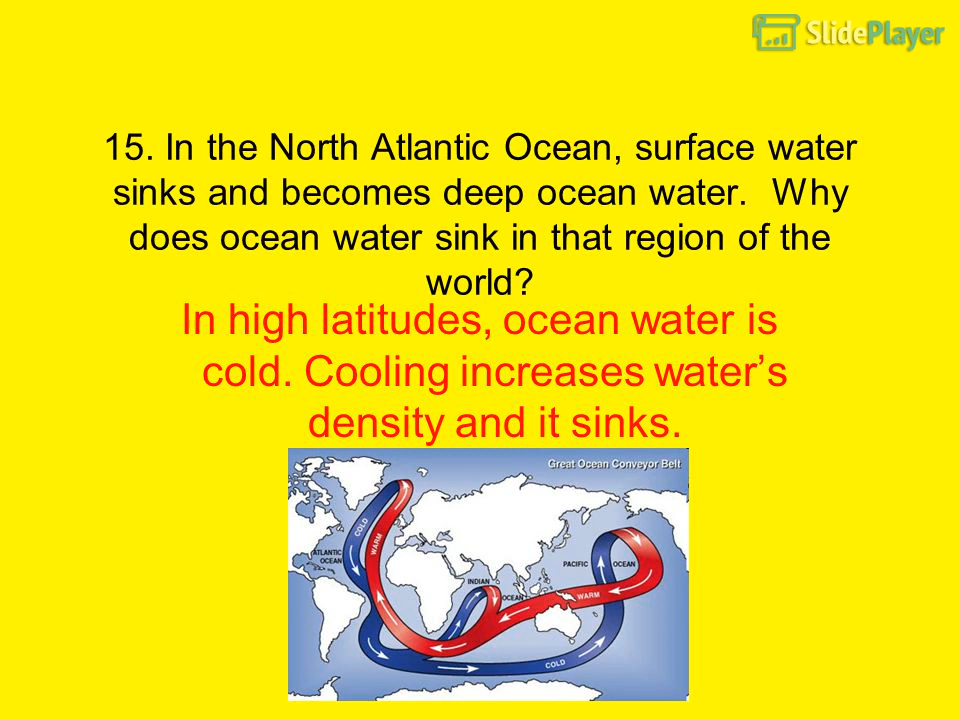 SlidePlayer
15. In the North Atlantic Ocean, surface water
sinks and becomes deep ocean water.  Why
does ocean water sink in that region of the
world?
In high latitudes, ocean water is
cold. Cooling increases water’s
density and it sinks.
Great Ocean Conveyor Belt
COLD
WARM
ATLANTIC
OCEAN
PACIFIC OCEAN
INDIAN
OCEAN
WARM
COLD